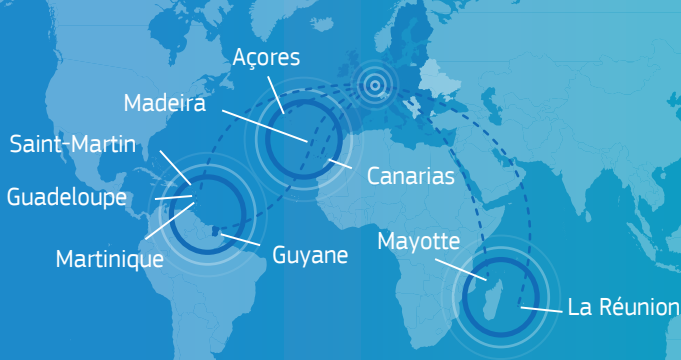 Açores
Madeira
Saint-Martin
Canarias
Guadeloupe
Mayotte
Guyane
Martinique
La Réunion